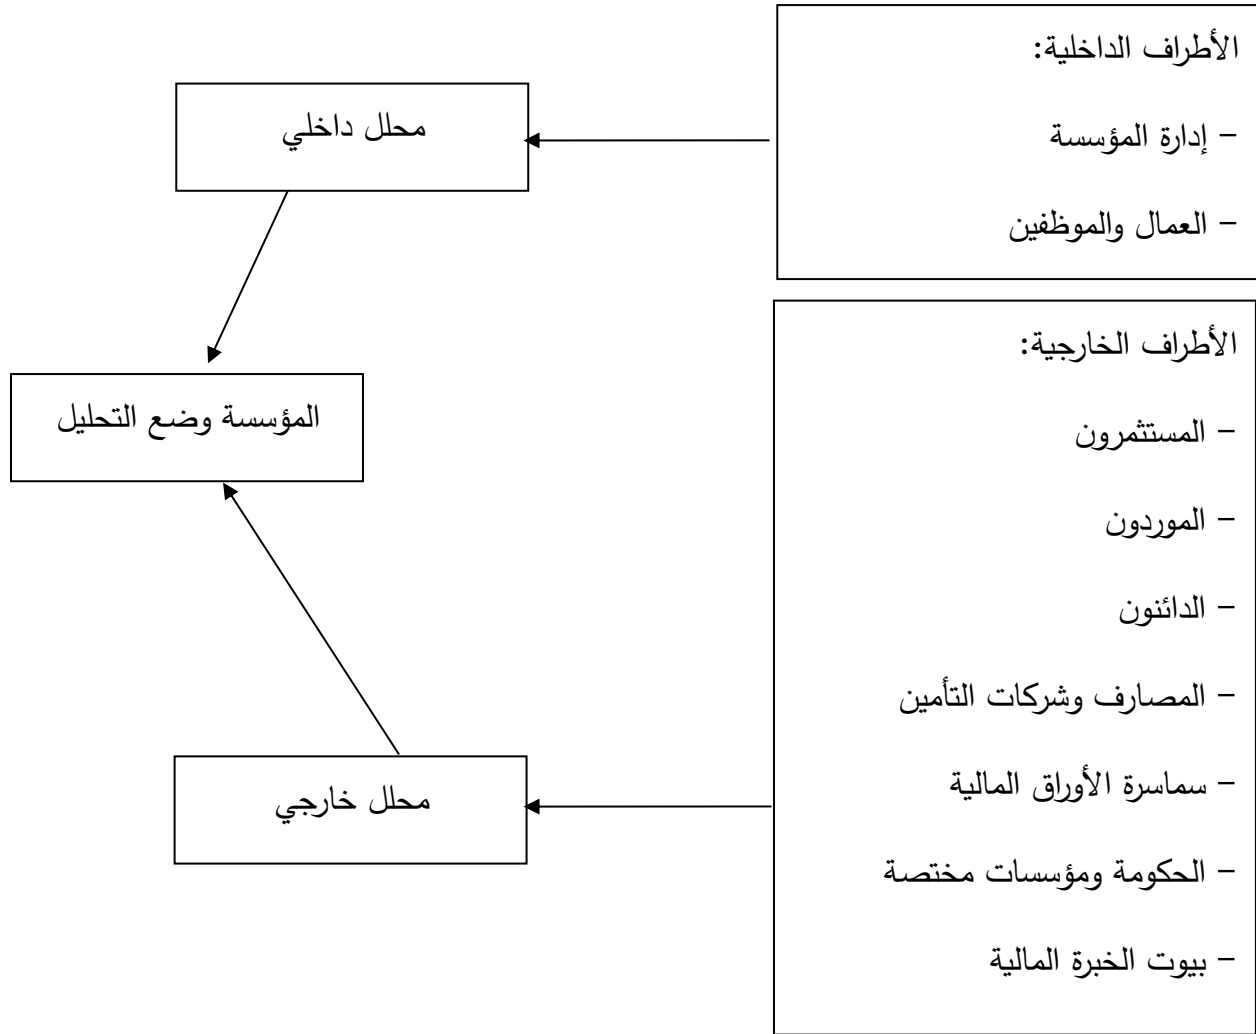 الأطراف الداخلية:
– إدارة المؤسسة
– العمال والموظفين
محلل داخلي
المؤسسة وضع التحليل
الأطراف الخارجية:
– المستثمرون
– الموردون
– الدائنون
– المصارف وشركات التأمين
– سماسرة الأوراق المالية
– الحكومة ومؤسسات مختصة
– بيوت الخبرة المالية
محلل خارجي